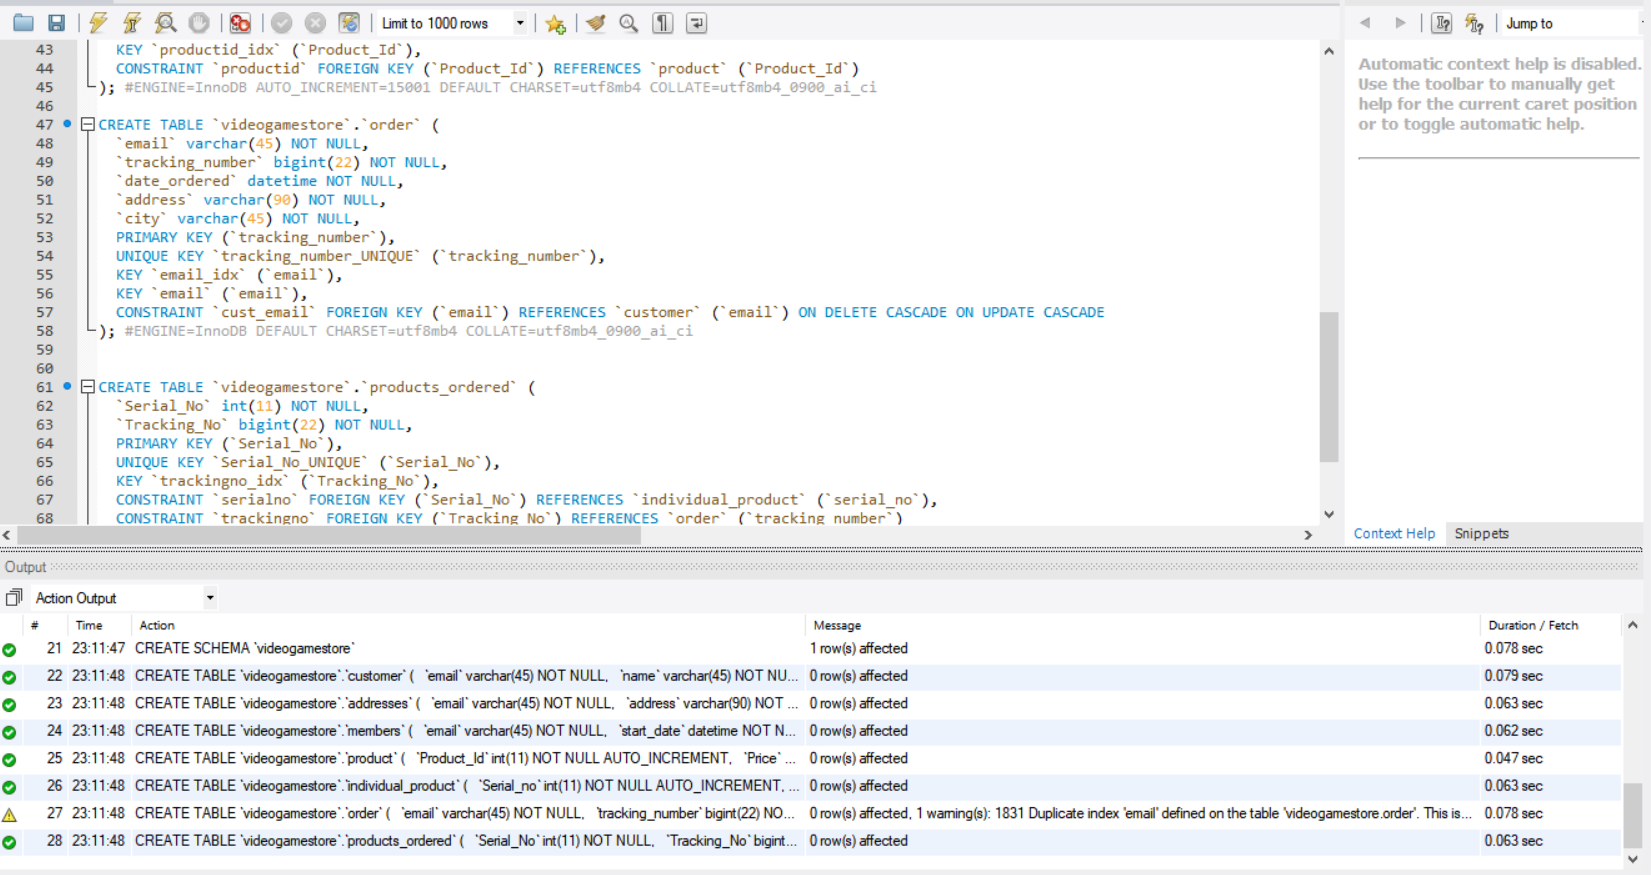 Limit to 1000 rows
Jump to
43 KEY `productid_idx` (`Product_Id`),
44 CONSTRAINT `productid` FOREIGN KEY (`Product_Id`) REFERENCES `product` (`Product_Id`)
45 ); #ENGINE=InnoDB AUTO_INCREMENT=15001 DEFAULT CHARSET=utf8mb4 COLLATE=utf8mb4_0900_ai_ci
46
47 CREATE TABLE `videogamestore`.`order` (
48 `email` varchar(45) NOT NULL,
49 `tracking_number` bigint(22) NOT NULL,
50 `date_ordered` datetime NOT NULL,
51 `address` varchar(90) NOT NULL,
52 `city` varchar(45) NOT NULL,
53 PRIMARY KEY (`tracking_number`),
54 UNIQUE KEY `tracking_number_UNIQUE` (`tracking_number`),
55 KEY `email_idx` (`email`),
56 KEY `email` (`email`),
57 CONSTRAINT `cust_email` FOREIGN KEY (`email`) REFERENCES `customer` (`email`) ON DELETE CASCADE ON UPDATE CASCADE
58 ); #ENGINE=InnoDB DEFAULT CHARSET=utf8mb4 COLLATE=utf8mb4_0900_ai_ci
59
60
61 CREATE TABLE `videogamestore`.`products_ordered` (
62 `Serial_No` int(11) NOT NULL,
63 `Tracking_No` bigint(22) NOT NULL,
64 PRIMARY KEY (`Serial_No`),
65 UNIQUE KEY `Serial_No_UNIQUE` (`Serial_No`),
66 KEY `trackingno_idx` (`Tracking_No`),
67 CONSTRAINT `serialno` FOREIGN KEY (`Serial_No`) REFERENCES `individual_product` (`serial_no`),
68 CONSTRAINT `trackingno` FOREIGN KEY (`Tracking_No`) REFERENCES `order` (`tracking_number`)
Automatic context help is disabled.
Use the toolbar to manually get
help for the current caret position
or to toggle automatic help.
Context Help Snippets
Output
Action Output
# Time Action Message Duration / Fetch
21 23:11:47 CREATE SCHEMA `videogamestore` 1 row(s) affected 0.078 sec
22 23:11:48 CREATE TABLE `videogamestore`.`customer` ( `email` varchar(45) NOT NULL, `name` varchar(45) NOT NU... 0 row(s) affected 0.079 sec
23 23:11:48 CREATE TABLE `videogamestore`.`addresses` ( `email` varchar(45) NOT NULL, `address` varchar(90) NOT ... 0 row(s) affected 0.063 sec
24 23:11:48 CREATE TABLE `videogamestore`.`members` ( `email` varchar(45) NOT NULL, `start_date` datetime NOT N... 0 row(s) affected 0.062 sec
25 23:11:48 CREATE TABLE `videogamestore`.`product` ( `Product_Id` int(11) NOT NULL AUTO_INCREMENT, `Price` ... 0 row(s) affected 0.047 sec
26 23:11:48 CREATE TABLE `videogamestore`.`individual_product` ( `Serial_no` int(11) NOT NULL AUTO_INCREMENT, ... 0 row(s) affected 0.063 sec
27 23:11:48 CREATE TABLE `videogamestore`.`order` ( `email` varchar(45) NOT NULL, `tracking_number` bigint(22) NO... 0 row(s) affected, 1 warning(s): 1831 Duplicate index 'email' defined on the table 'videogamestore.order'. This is... 0.078 sec
28 23:11:48 CREATE TABLE `videogamestore`.`products_ordered` ( `Serial_No` int(11) NOT NULL, `Tracking_No` bigint... 0 row(s) affected 0.063 sec